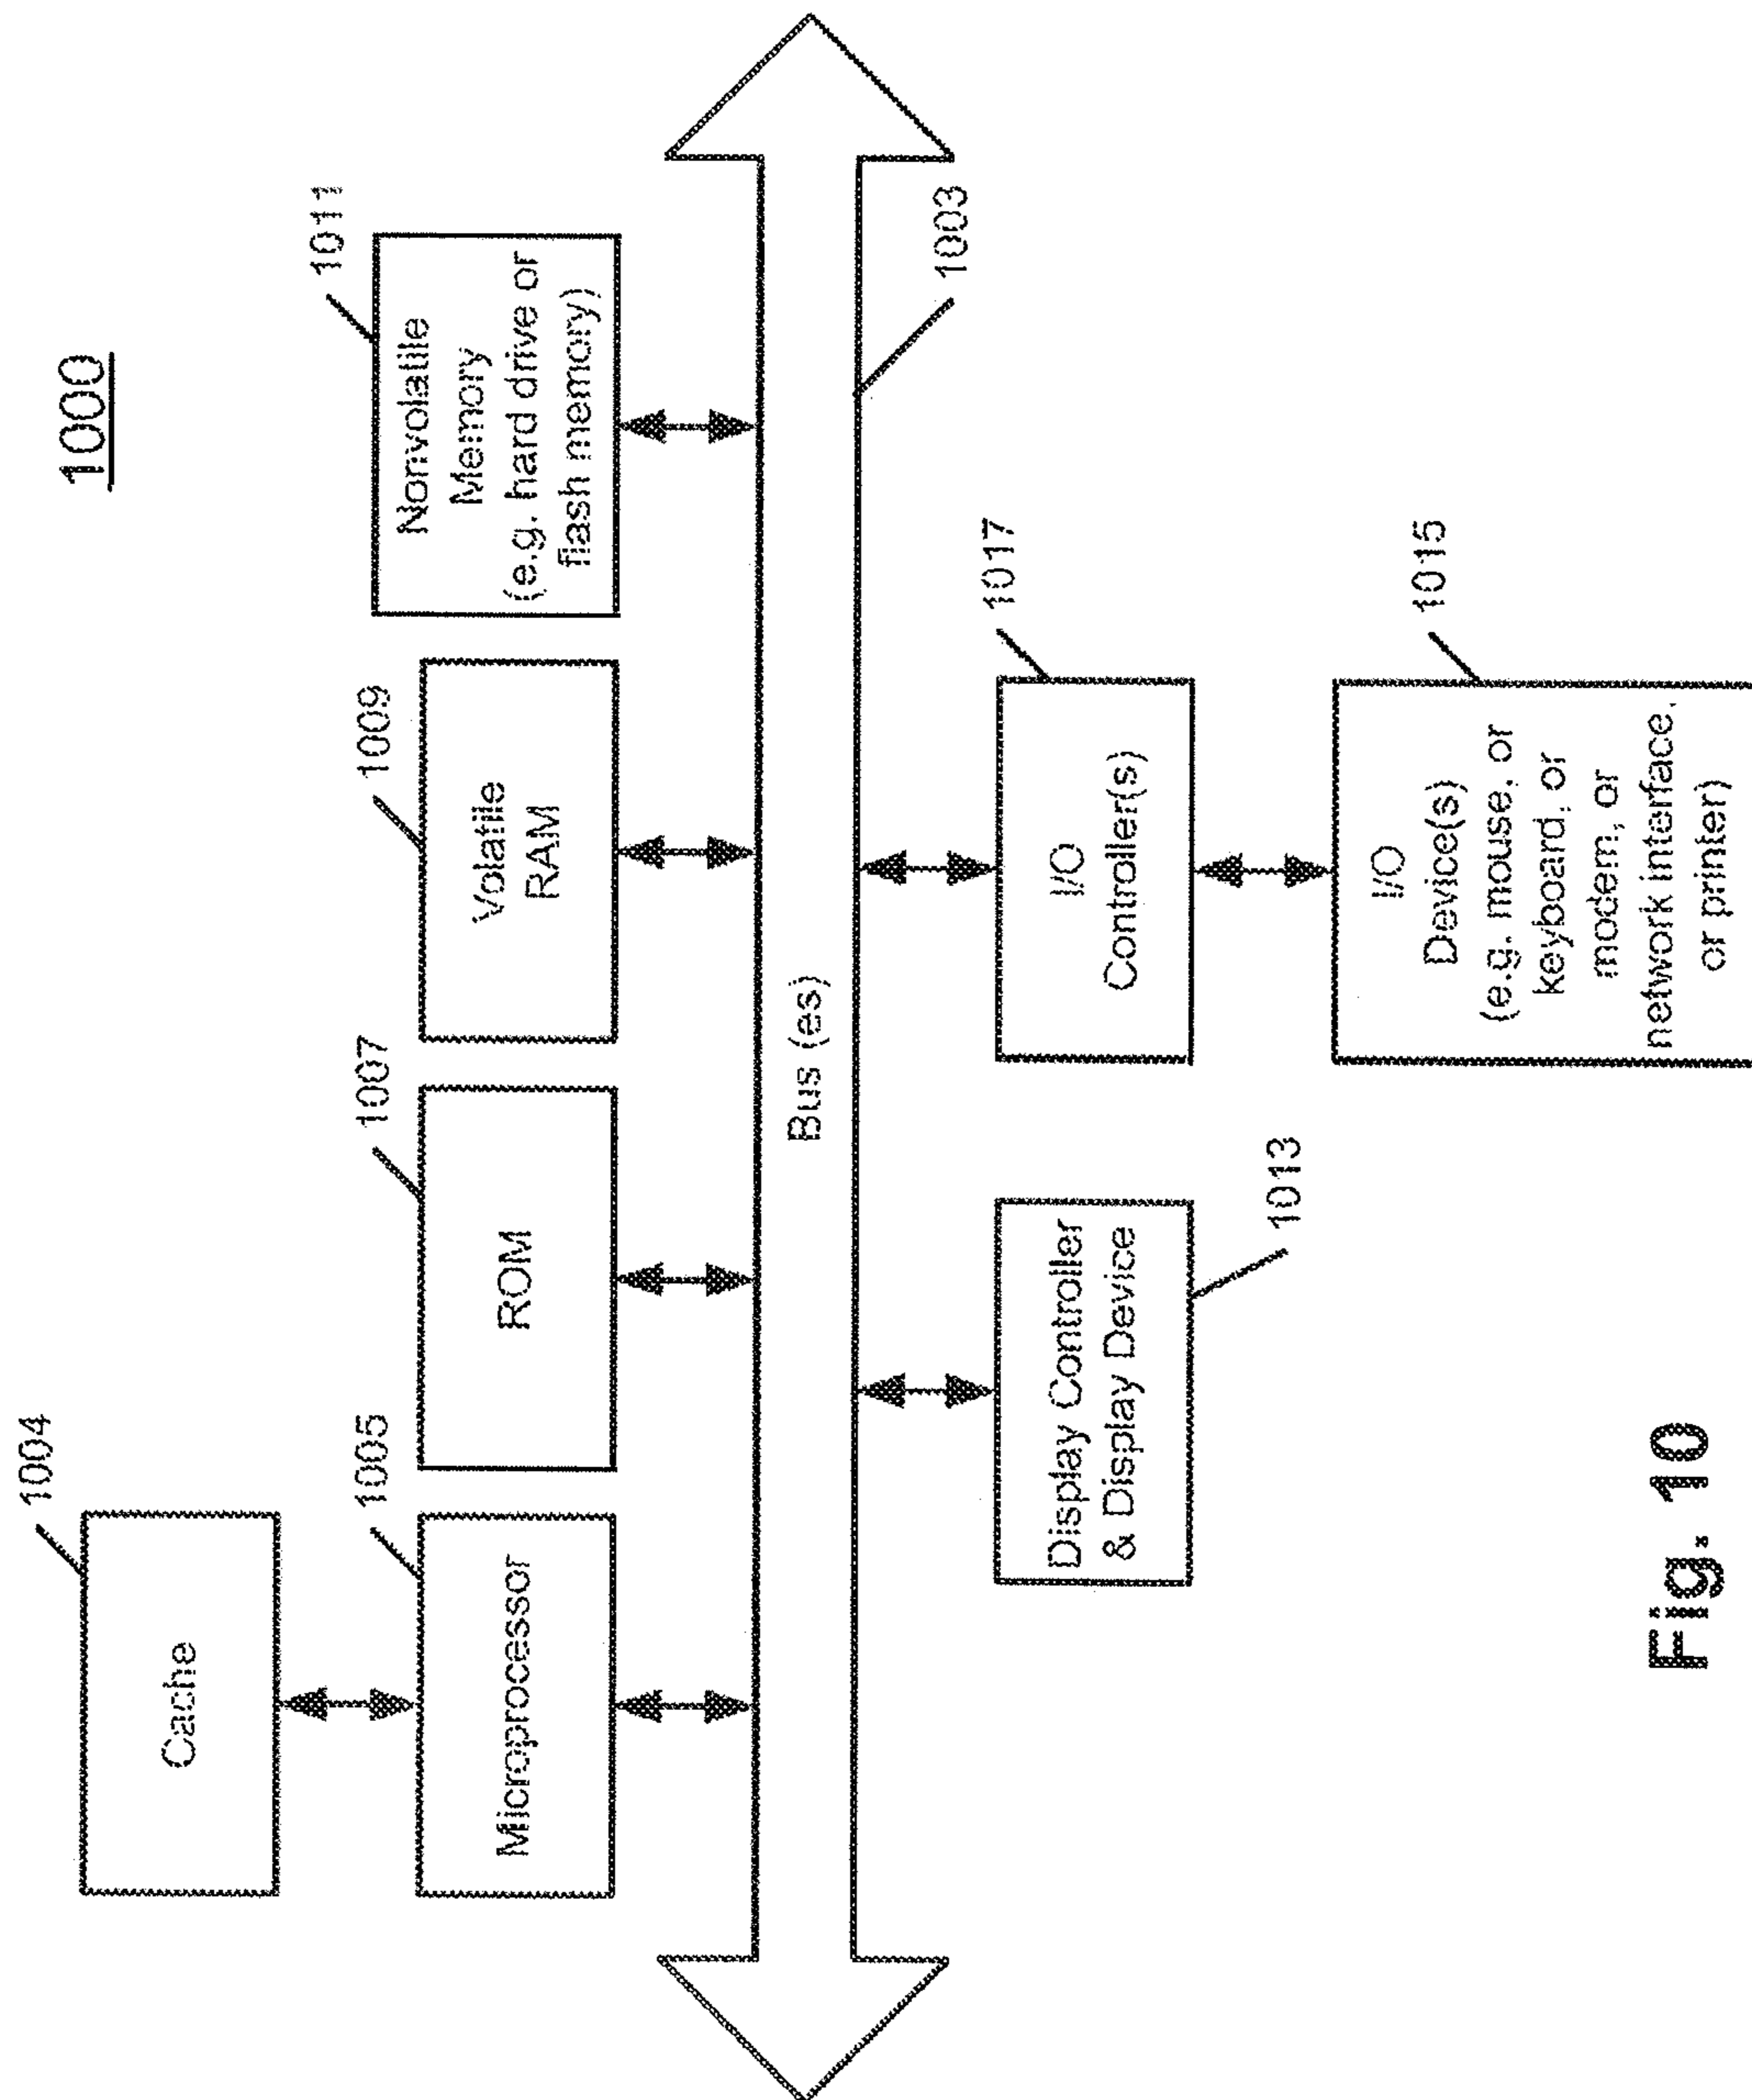 1000
1004
Cache
1005
Microprocessor
1007
ROM
1009
Volatile
RAM
1011
Nonvolatile
Memory
(e.g. hard drive or
flash memory)
Bus (es)
1003
Display Controller
& Display Device
1013
I/O
Controller(s)
1017
I/O
Device(s)
(e.g. mouse, or
keyboard, or
modem, or
network interface,
or printer)
1015
Fig. 10